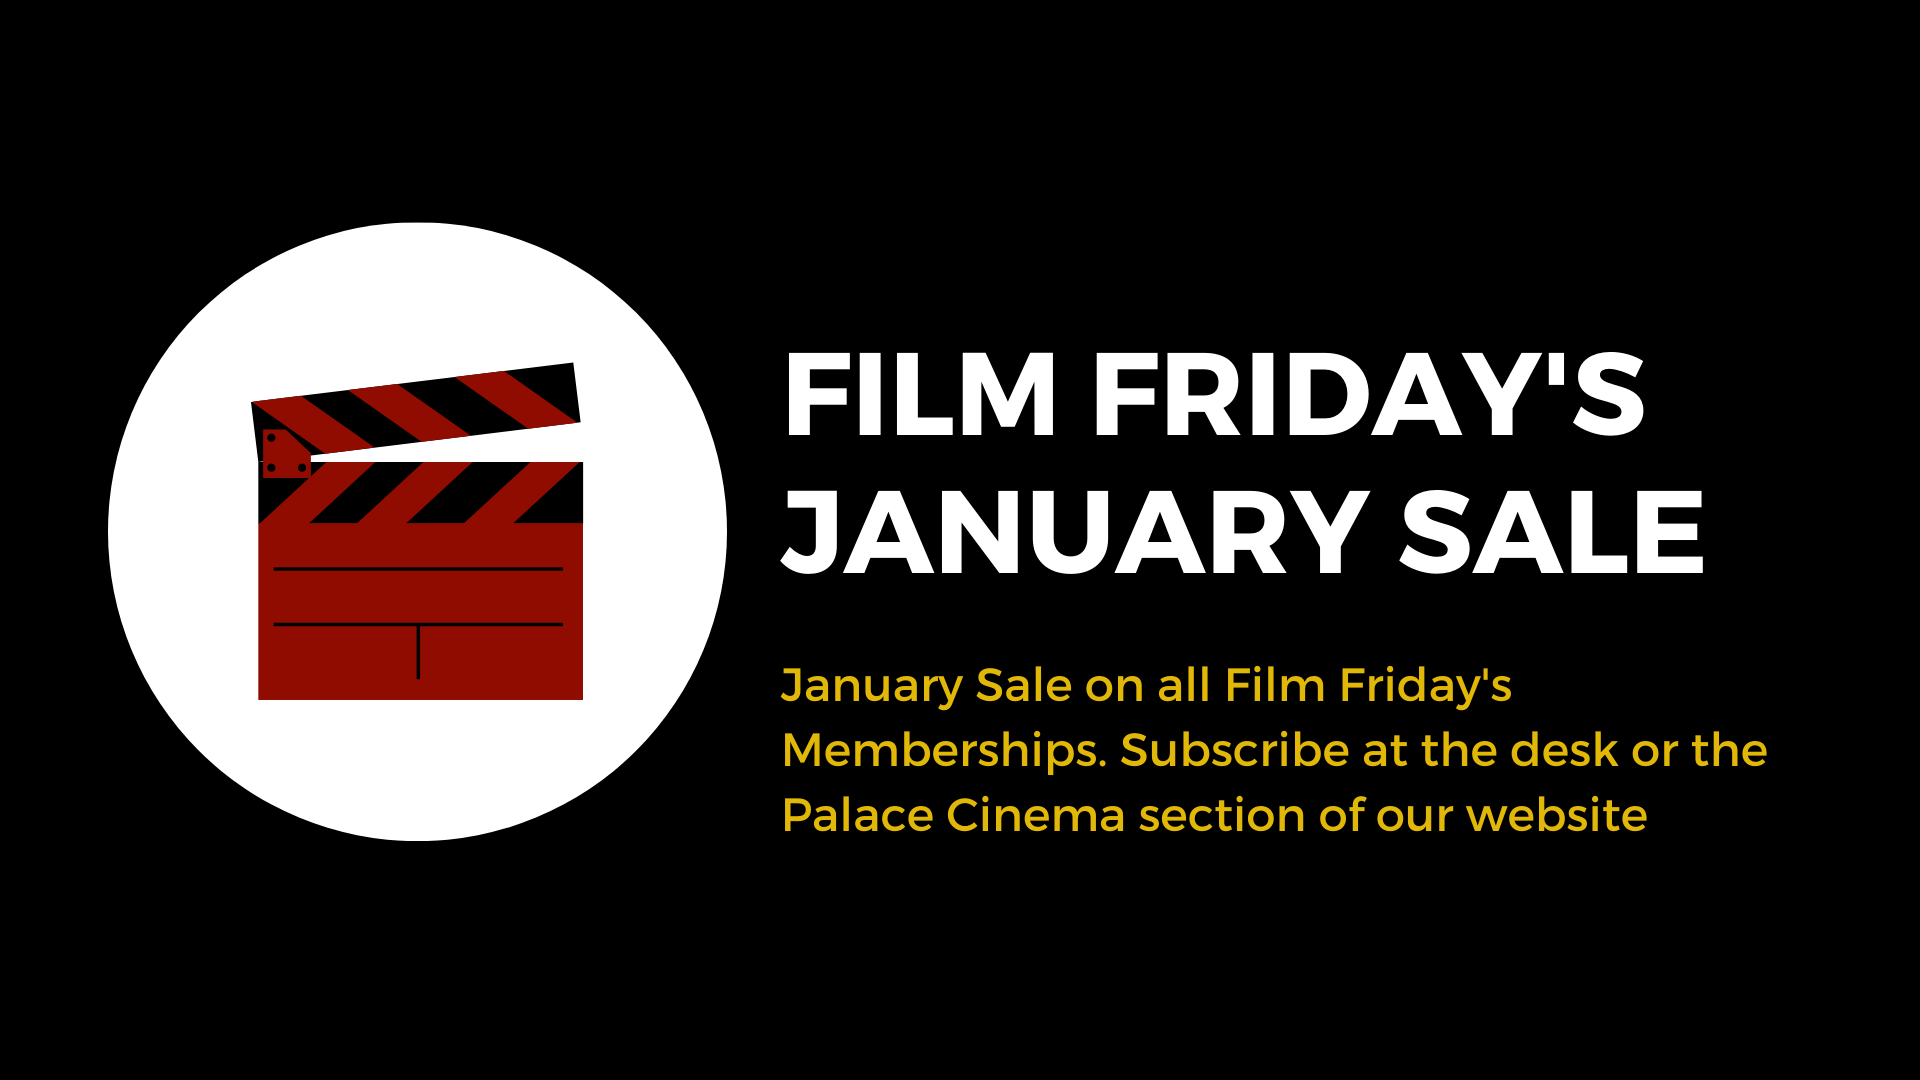 FILM FRIDAY'S
JANUARY SALE
January Sale on all Film Friday's
Memberships. Subscribe at the desk or the
Palace Cinema section of our website